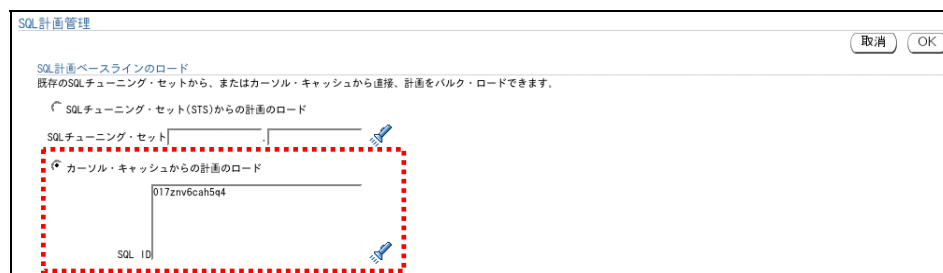 SQL計画管理
取消 OK
SQL計画ベースラインのロード
既存のSQLチューニング・セットから、またはカーソル・キャッシュから直接、計画をバルク・ロードできます。
SQLチューニング・セット(STS)からの計画のロード
SQLチューニング・セット .
カーソル・キャッシュからの計画のロード
017znv6cah5q4
SQL ID